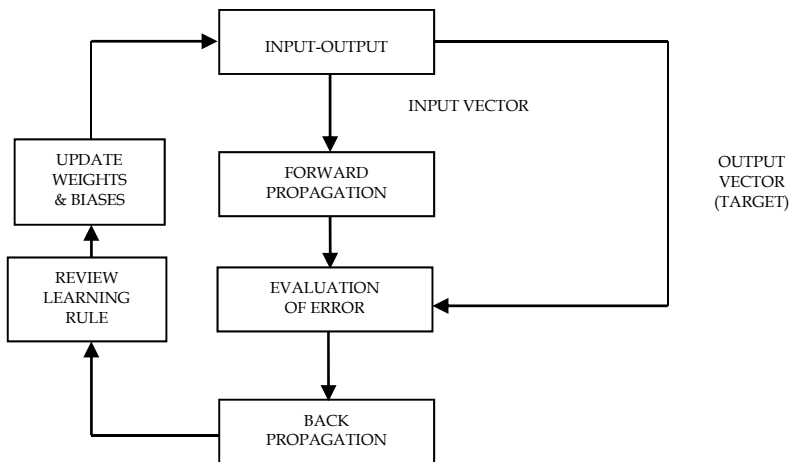 INPUT-OUTPUT
INPUT VECTOR
UPDATE
WEIGHTS
& BIASES
FORWARD
PROPAGATION
OUTPUT
VECTOR
(TARGET)
REVIEW
LEARNING
RULE
EVALUATION
OF ERROR
BACK
PROPAGATION